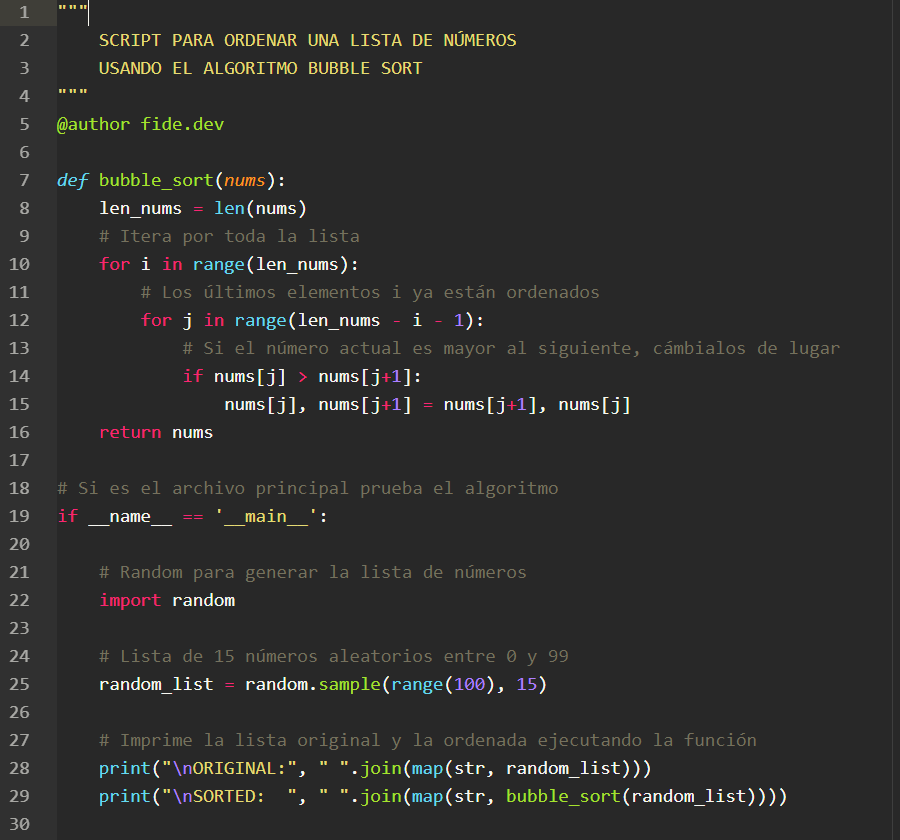 1 """
2     SCRIPT PARA ORDENAR UNA LISTA DE NÚMEROS
3     USANDO EL ALGORITMO BUBBLE SORT
4 """
5 @author fide.dev
6
7 def bubble_sort(nums):
8     len_nums = len(nums)
9     # Itera por toda la lista
10     for i in range(len_nums):
11         # Los últimos elementos i ya están ordenados
12         for j in range(len_nums - i - 1):
13             # Si el número actual es mayor al siguiente, cámbialos de lugar
14             if nums[j] > nums[j+1]:
15                 nums[j], nums[j+1] = nums[j+1], nums[j]
16     return nums
17
18 # Si es el archivo principal prueba el algoritmo
19 if __name__ == '__main__':
20
21     # Random para generar la lista de números
22     import random
23
24     # Lista de 15 números aleatorios entre 0 y 99
25     random_list = random.sample(range(100), 15)
26
27     # Imprime la lista original y la ordenada ejecutando la función
28     print("\nORIGINAL:", " ".join(map(str, random_list)))
29     print("\nSORTED:  ", " ".join(map(str, bubble_sort(random_list))))
30